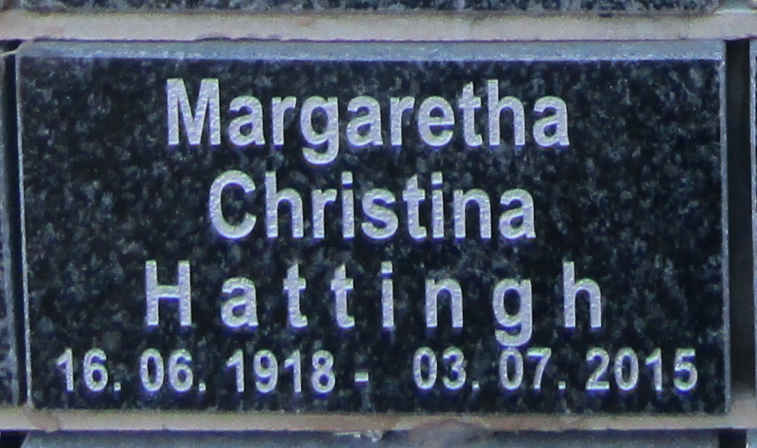 Margaretha
Christina
Hattingh
16. 06. 1918 - 03. 07. 2015